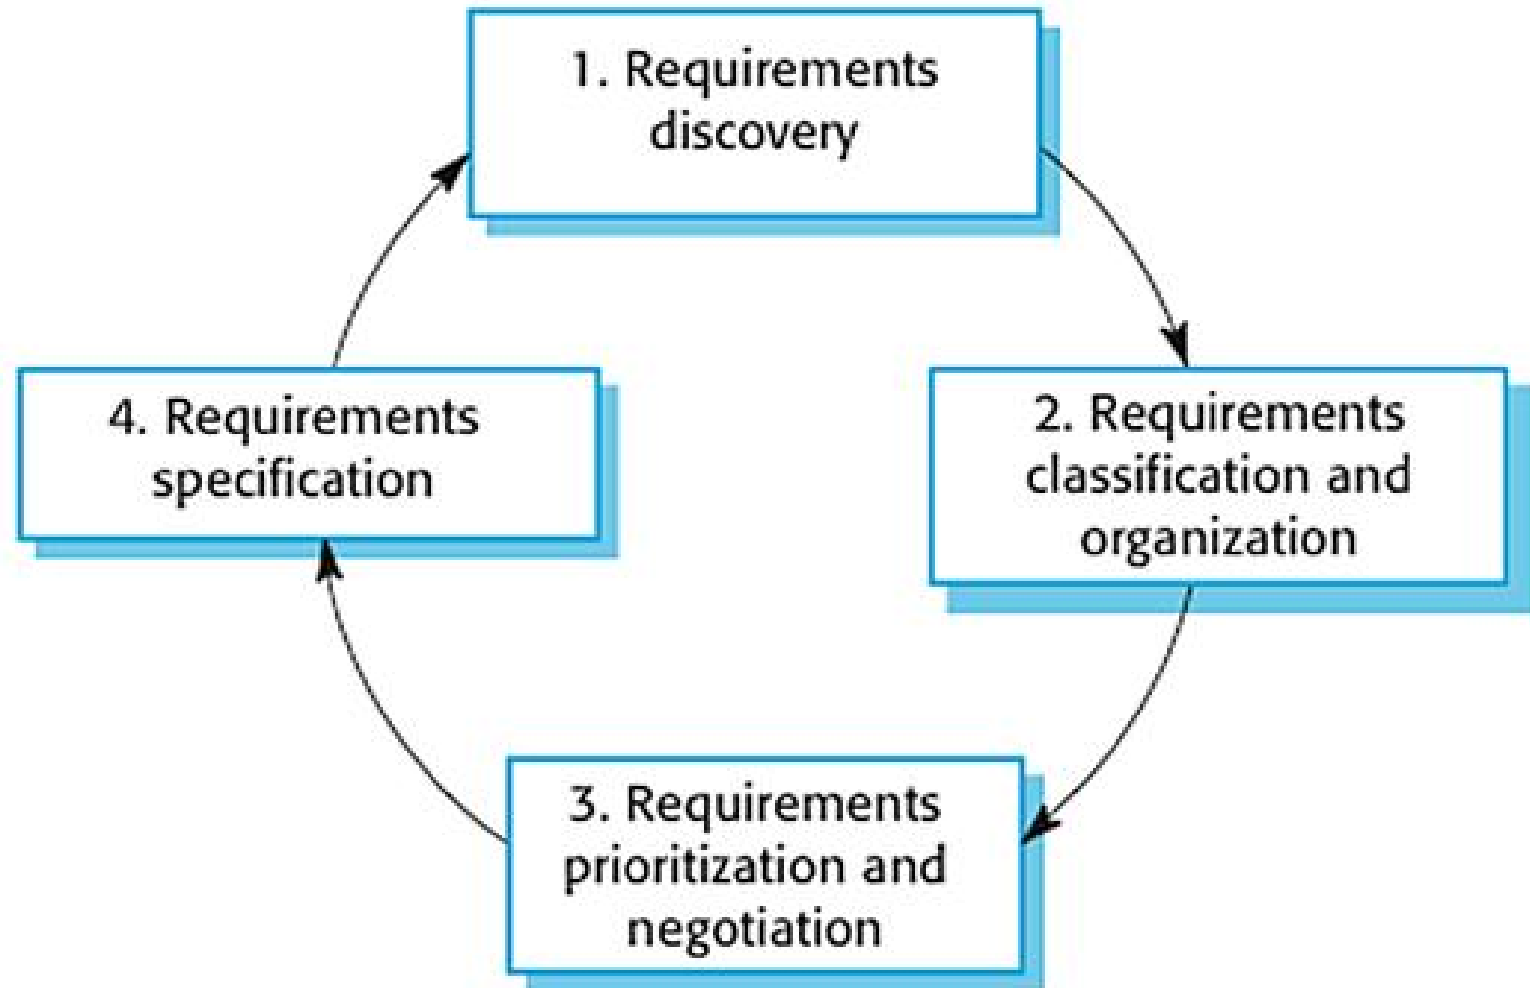 1. Requirements
discovery
2. Requirements
classification and
organization
3. Requirements
prioritization and
negotiation
4. Requirements
specification